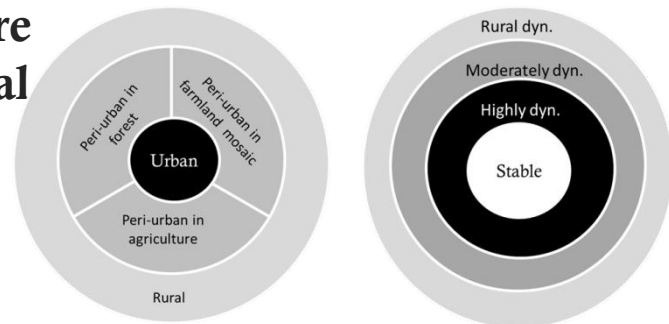 re
al
Peri-urban in
forest
Peri-urban in
farmland mosaic
Urban
Peri-urban in
agriculture
Rural
Rural dyn.
Moderately dyn.
Highly dyn.
Stable